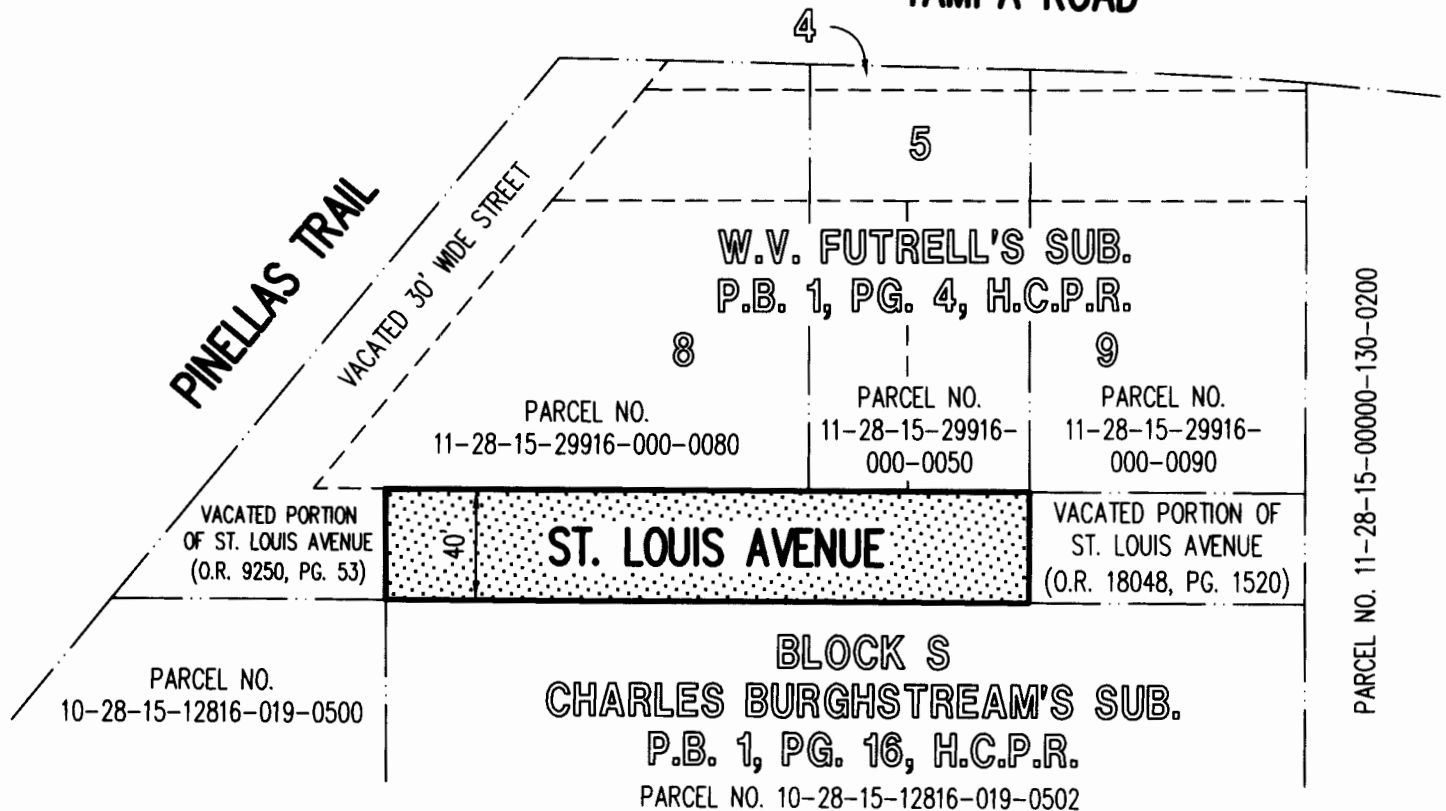 TAMPA ROAD
4
5
PINELLAS TRAIL
VACATED 30' WIDE STREET
W.V. FUTRELL'S SUB.
P.B. 1, PG. 4, H.C.P.R.
8
9
PARCEL NO.
11-28-15-29916-000-0080
PARCEL NO.
11-28-15-29916-
000-0050
PARCEL NO.
11-28-15-29916-
000-0090
PARCEL NO. 11-28-15-00000-130-0200
VACATED PORTION
OF ST. LOUIS AVENUE
(O.R. 9250, PG. 53)
40'
ST. LOUIS AVENUE
VACATED PORTION OF
ST. LOUIS AVENUE
(O.R. 18048, PG. 1520)
PARCEL NO.
10-28-15-12816-019-0500
BLOCK S
CHARLES BURGHSTREAM'S SUB.
P.B. 1, PG. 16, H.C.P.R.
PARCEL NO. 10-28-15-12816-019-0502